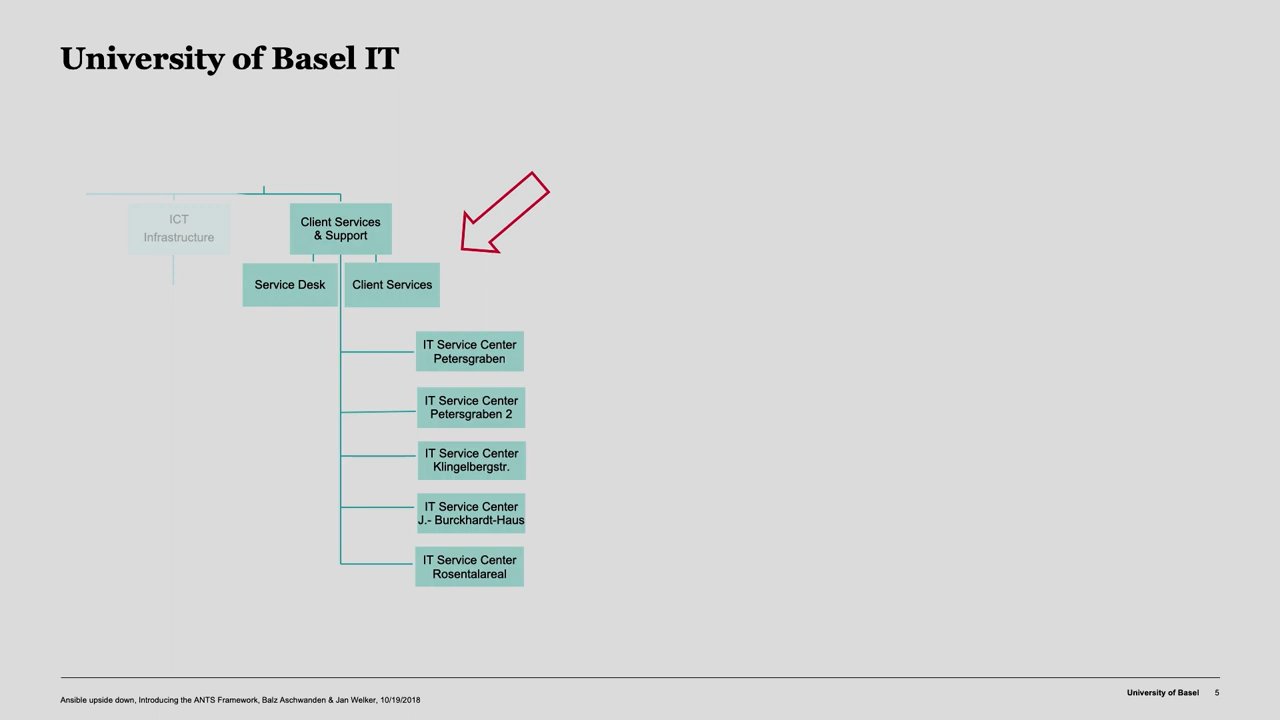 University of Basel IT
ICT
Infrastructure
Client Services
& Support
Service Desk
Client Services
IT Service Center
Petersgraben
IT Service Center
Petersgraben 2
IT Service Center
Klingelbergstr.
IT Service Center
J.- Burckhardt-Haus
IT Service Center
Rosentalareal
Ansible upside down, Introducing the ANTS Framework, Balz Aschwanden & Jan Welker, 10/19/2018
University of Basel 5